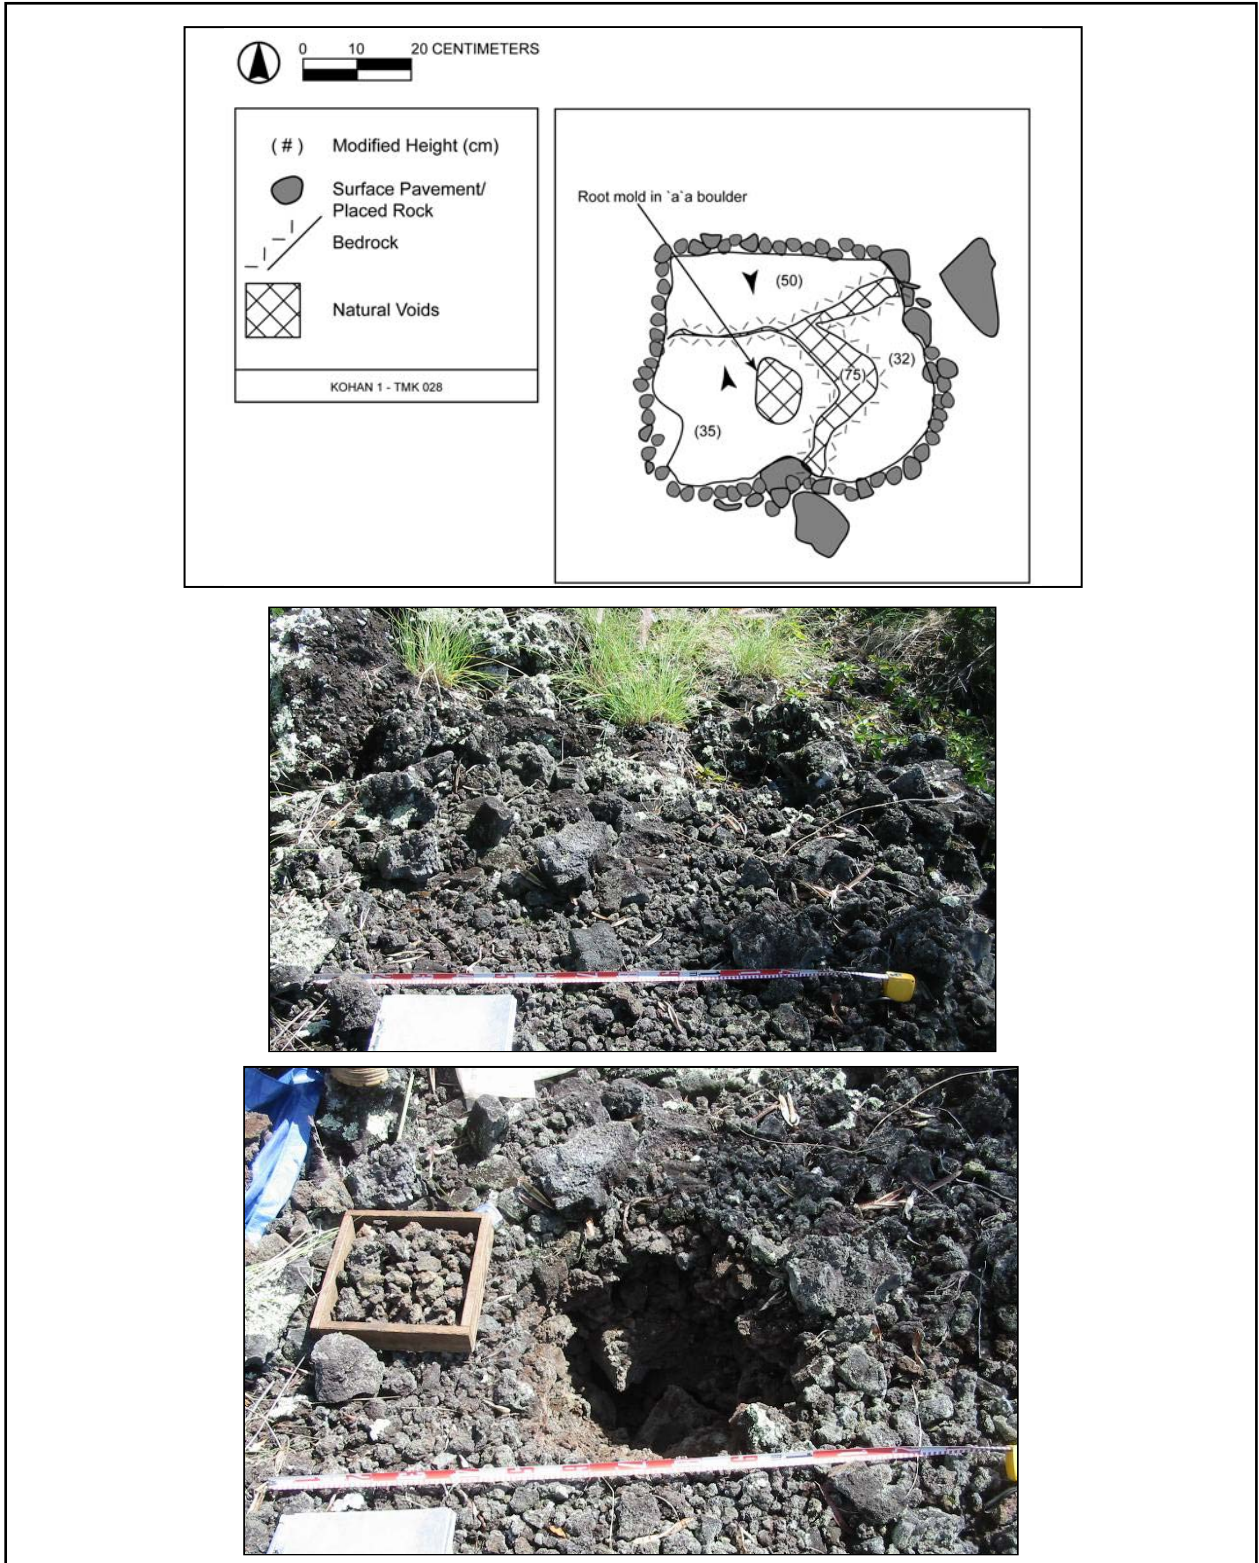 0 10 20 CENTIMETERS
( # ) Modified Height (cm)
Surface Pavement/
Placed Rock
Bedrock
Natural Voids
KOHAN 1 - TMK 028
Root mold in `a`a boulder
(50)
(32)
(75)
(35)